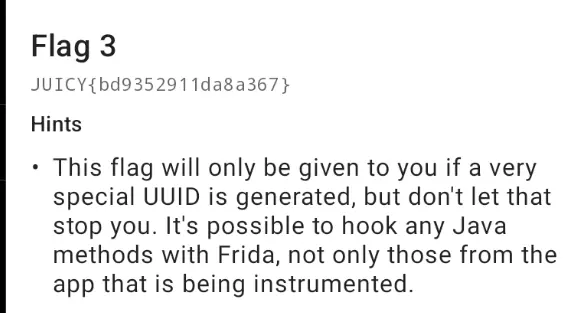 Flag 3
JUICY{bd9352911da8a367}
Hints
• This flag will only be given to you if a very
special UUID is generated, but don't let that
stop you. It's possible to hook any Java
methods with Frida, not only those from the
app that is being instrumented.